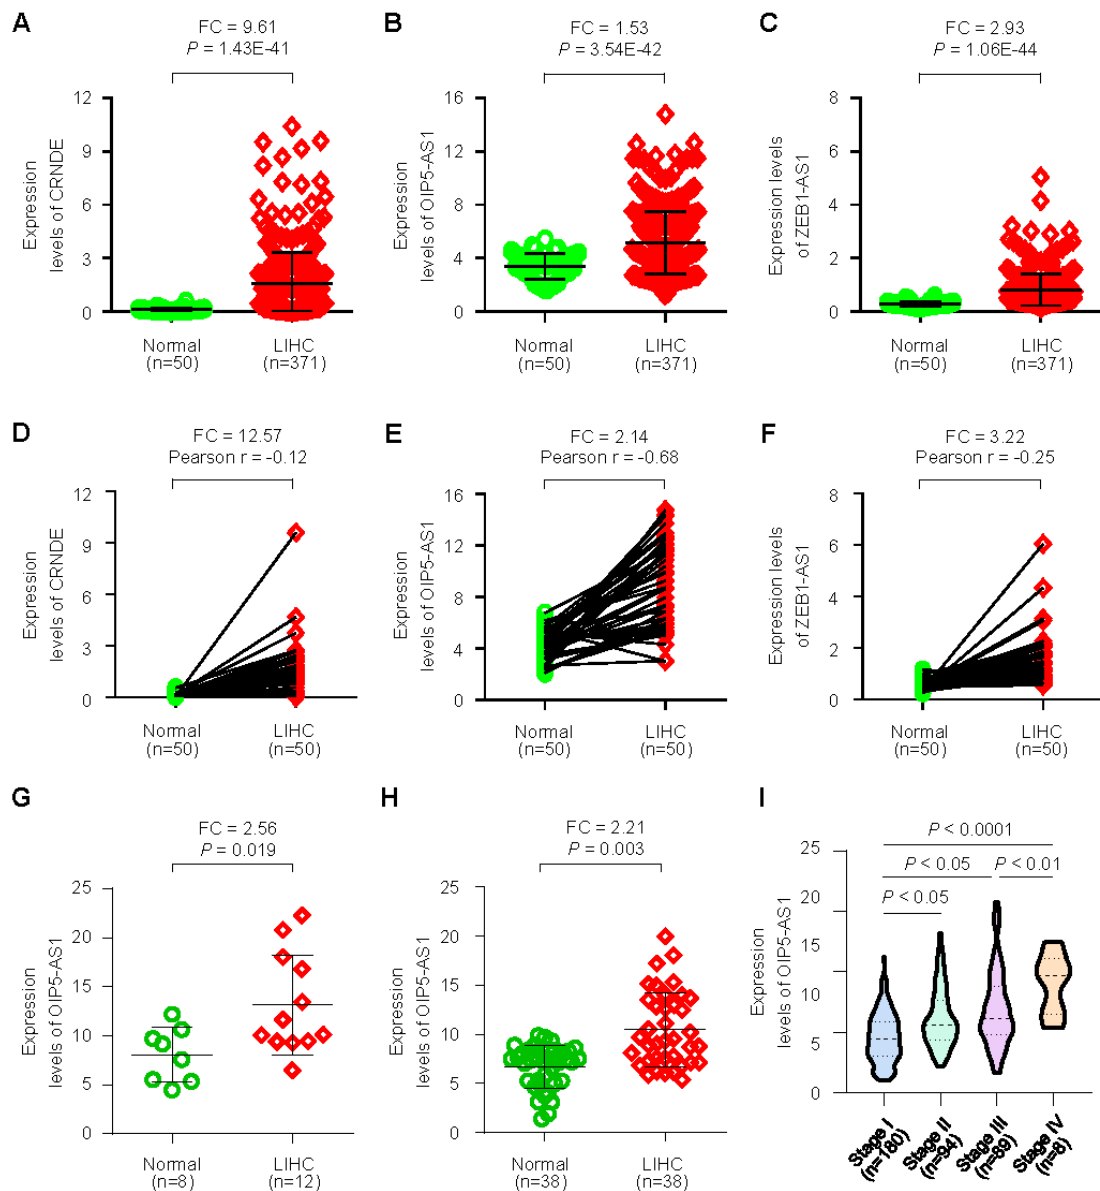 A
FC = 9.61
P = 1.43E-41
Expression
levels of CRNDE
12
9
6
3
0
Normal
(n=50)
LIHC
(n=371)
B
FC = 1.53
P = 3.54E-42
Expression
levels of OIP5-AS1
16
12
8
4
0
Normal
(n=50)
LIHC
(n=371)
C
FC = 2.93
P = 1.06E-44
Expression levels
of ZEB1-AS1
8
6
4
2
0
Normal
(n=50)
LIHC
(n=371)
D
FC = 12.57
Pearson r = -0.12
Expression
levels of CRNDE
12
9
6
3
0
Normal
(n=50)
LIHC
(n=50)
E
FC = 2.14
Pearson r = -0.68
Expression
levels of OIP5-AS1
16
12
8
4
0
Normal
(n=50)
LIHC
(n=50)
F
FC = 3.22
Pearson r = -0.25
Expression levels
of ZEB1-AS1
8
6
4
2
0
Normal
(n=50)
LIHC
(n=50)
G
FC = 2.56
P = 0.019
Expression
levels of OIP5-AS1
25
20
15
10
5
0
Normal
(n=8)
LIHC
(n=12)
H
FC = 2.21
P = 0.003
Expression
levels of OIP5-AS1
25
20
15
10
5
0
Normal
(n=38)
LIHC
(n=38)
I
P < 0.0001
P < 0.05
P < 0.01
P < 0.05
Expression
levels of OIP5-AS1
25
20
15
10
5
0
Stage I
(n=180)
Stage II
(n=94)
Stage III
(n=89)
Stage IV
(n=8)